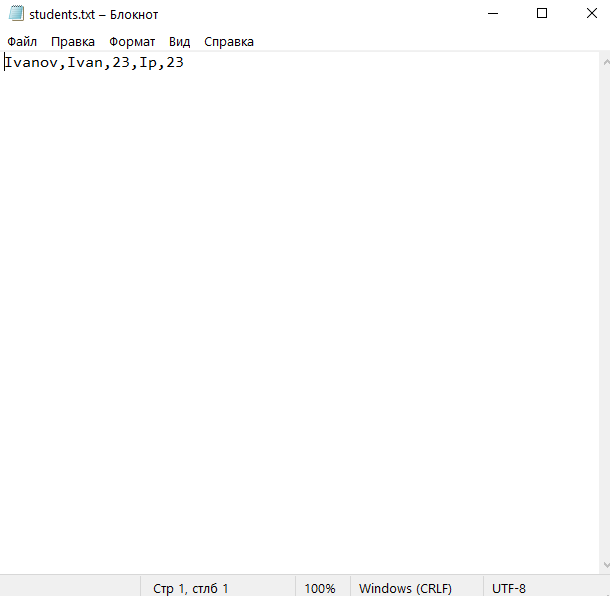 students.txt – Блокнот
Файл Правка Формат Вид Справка
Ivanov,Ivan,23,Ip,23
Стр 1, стлб 1 100% Windows (CRLF) UTF-8